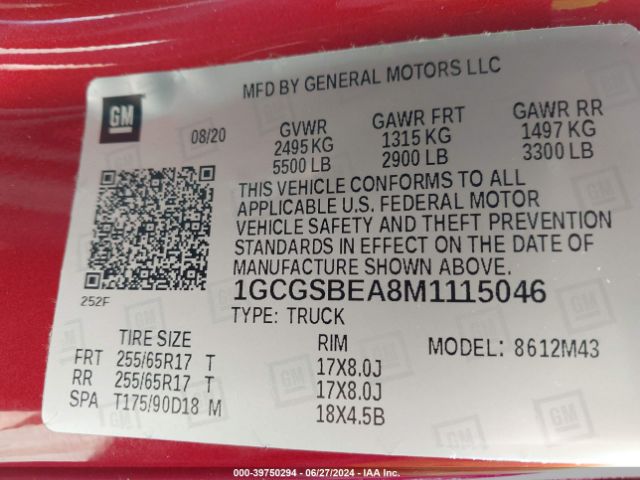 MFD BY GENERAL MOTORS LLC
GM
08/20
GVWR GAWR FRT GAWR RR
2495 KG 1315 KG 1497 KG
5500 LB 2900 LB 3300 LB
THIS VEHICLE CONFORMS TO ALL
APPLICABLE U.S. FEDERAL MOTOR
VEHICLE SAFETY AND THEFT PREVENTION
STANDARDS IN EFFECT ON THE DATE OF
MANUFACTURE SHOWN ABOVE.
252F
1GCGSBEA8M1115046
TYPE: TRUCK
TIRE SIZE RIM MODEL: 8612M43
FRT 255/65R17 T 17X8.0J
RR 255/65R17 T 17X8.0J
SPA T175/90D18 M 18X4.5B
000-39750294 - 06/27/2024 - IAA Inc.